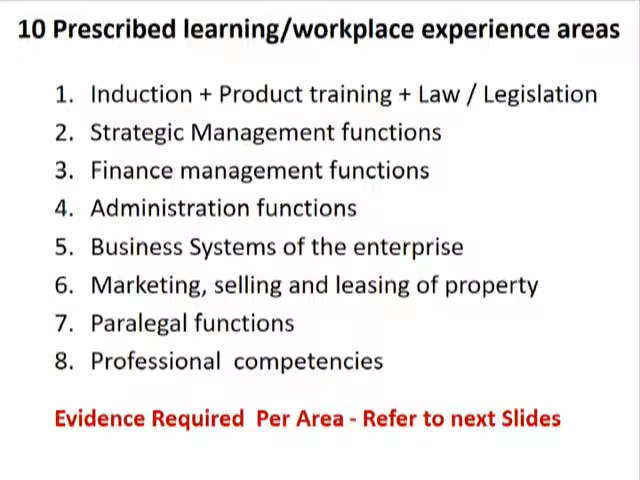 10 Prescribed learning/workplace experience areas
1. Induction + Product training + Law / Legislation
2. Strategic Management functions
3. Finance management functions
4. Administration functions
5. Business Systems of the enterprise
6. Marketing, selling and leasing of property
7. Paralegal functions
8. Professional competencies
Evidence Required Per Area - Refer to next Slides